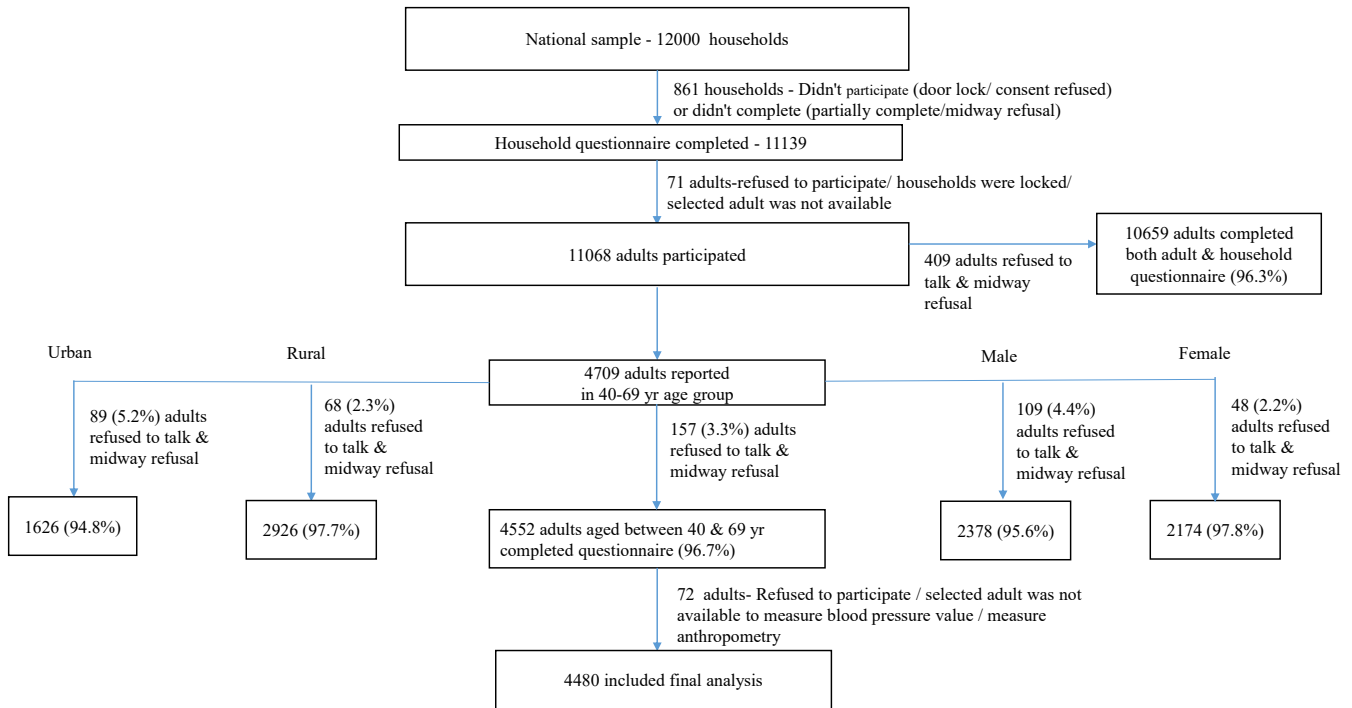 National sample - 12000 households
861 households - Didn't participate (door lock/ consent refused)
or didn't complete (partially complete/midway refusal)
Household questionnaire completed - 11139
71 adults-refused to participate/ households were locked/
selected adult was not available
11068 adults participated
409 adults refused to
talk & midway
refusal
10659 adults completed
both adult & household
questionnaire (96.3%)
Urban
Rural
4709 adults reported
in 40-69 yr age group
Male
Female
89 (5.2%) adults
refused to talk &
midway refusal
68 (2.3%)
adults refused
to talk &
midway refusal
157 (3.3%) adults
refused to talk &
midway refusal
109 (4.4%)
adults refused
to talk &
midway refusal
48 (2.2%)
adults refused
to talk &
midway refusal
1626 (94.8%)
2926 (97.7%)
4552 adults aged between 40 & 69 yr
completed questionnaire (96.7%)
2378 (95.6%)
2174 (97.8%)
72 adults- Refused to participate / selected adult was not
available to measure blood pressure value / measure
anthropometry
4480 included final analysis